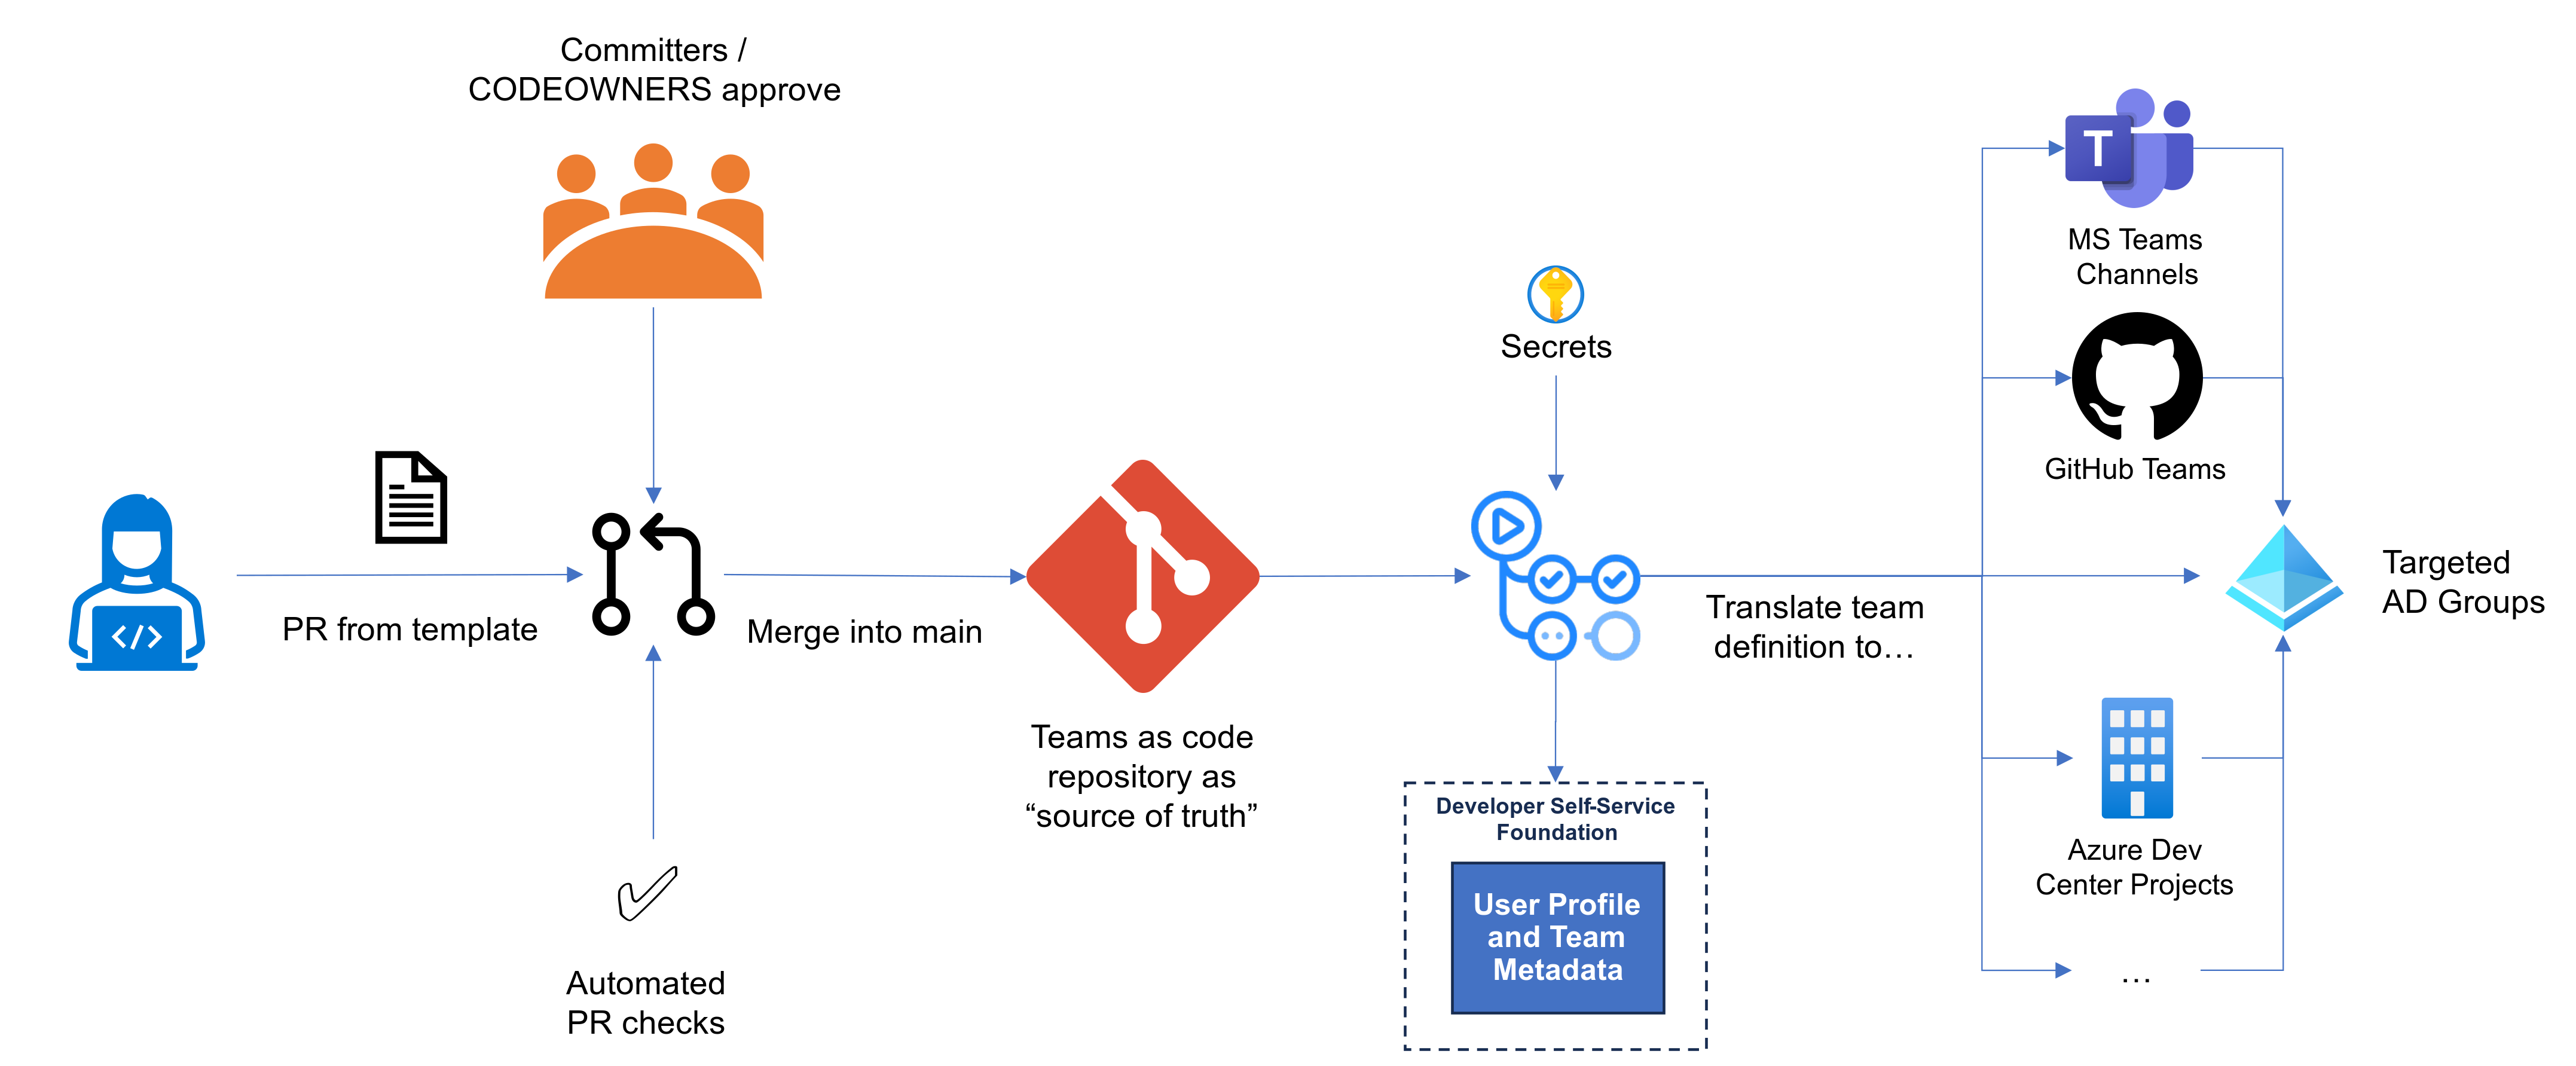 Committers /
CODEOWNERS approve
PR from template
Automated
PR checks
Merge into main
Teams as code
repository as
“source of truth”
Secrets
Translate team
definition to…
Developer Self-Service
Foundation
User Profile
and Team
Metadata
T
MS Teams
Channels
GitHub Teams
Azure Dev
Center Projects
…
Targeted
AD Groups